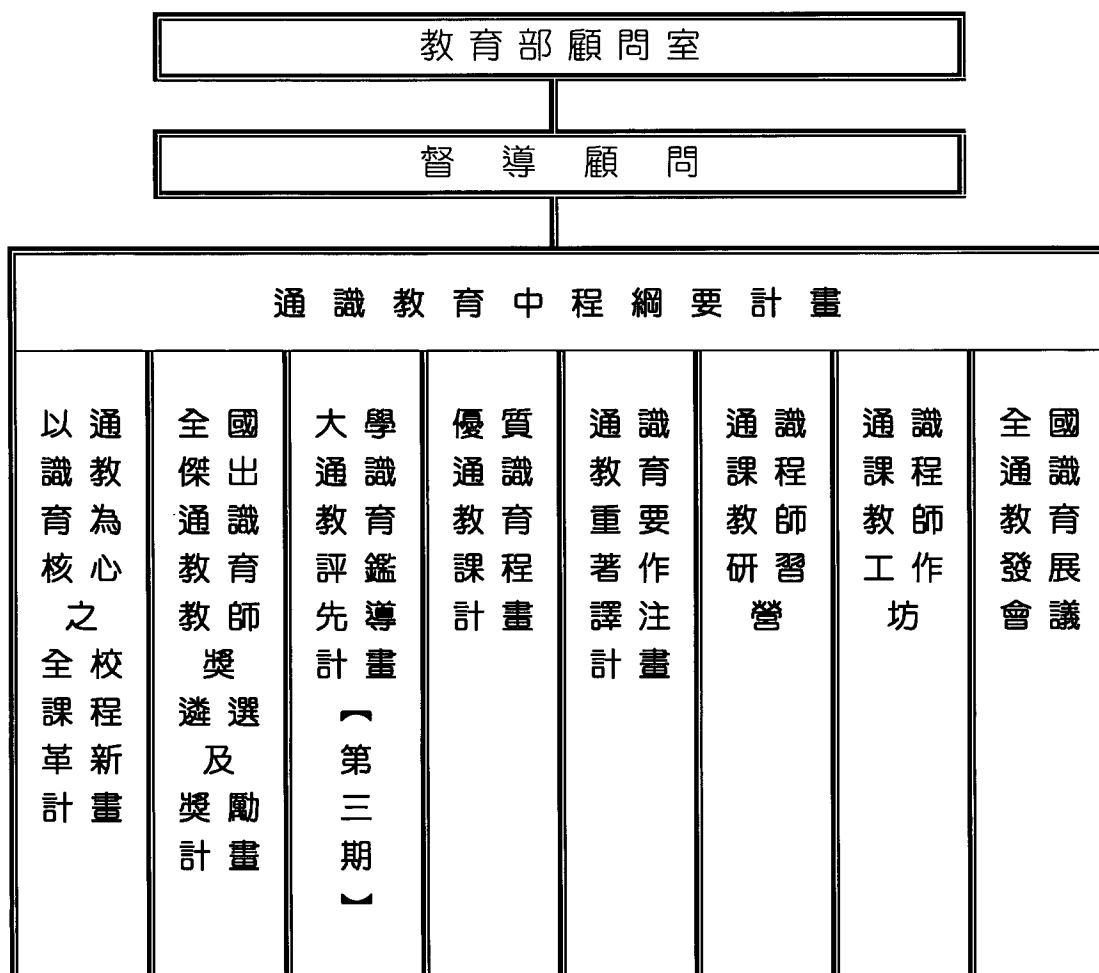 教育部顧問室
督導顧問
通識教育中程綱要計畫
以通
識教
育為
核心
之
全校
課程
革新
計畫
全國
傑出
通識
教育
教師
獎
遴選
及
獎勵
計畫
大學
通識
教育
評鑑
先導
計畫
【
第
三
期
】
優質
通識
教育
課程
計畫
通識
教育
重要
著作
譯注
計畫
通識
課程
教師
研習
營
通識
課程
教師
工作
坊
全國
通識
教育
發展
會議